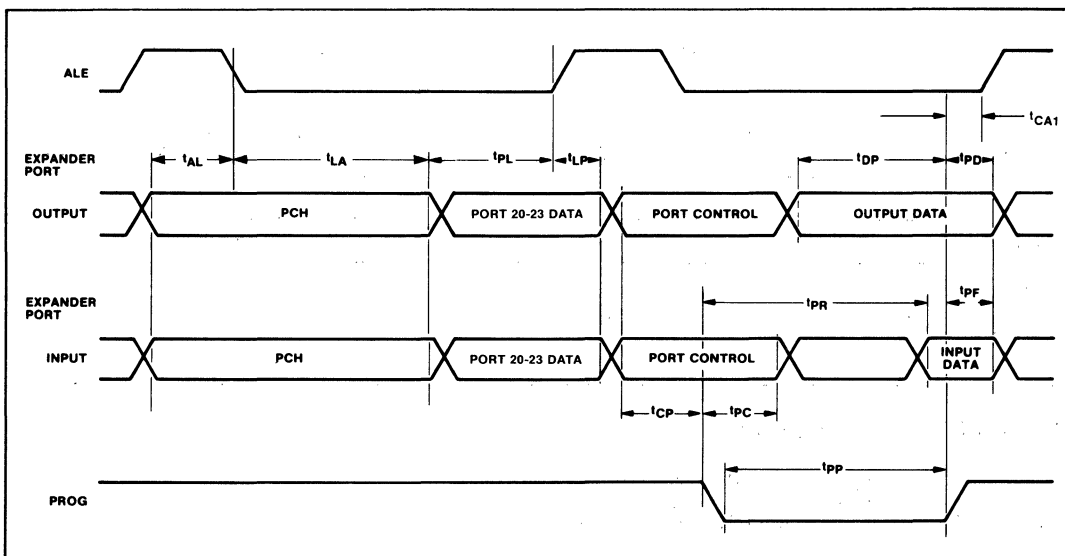 ALE
tCA1
EXPANDER PORT
tAL
tLA
tPL
tLP
tDP
tPD
OUTPUT
PCH
PORT 20-23 DATA
PORT CONTROL
OUTPUT DATA
EXPANDER PORT
tPR
tPF
INPUT
PCH
PORT 20-23 DATA
PORT CONTROL
INPUT DATA
tCP
tPC
tPP
PROG